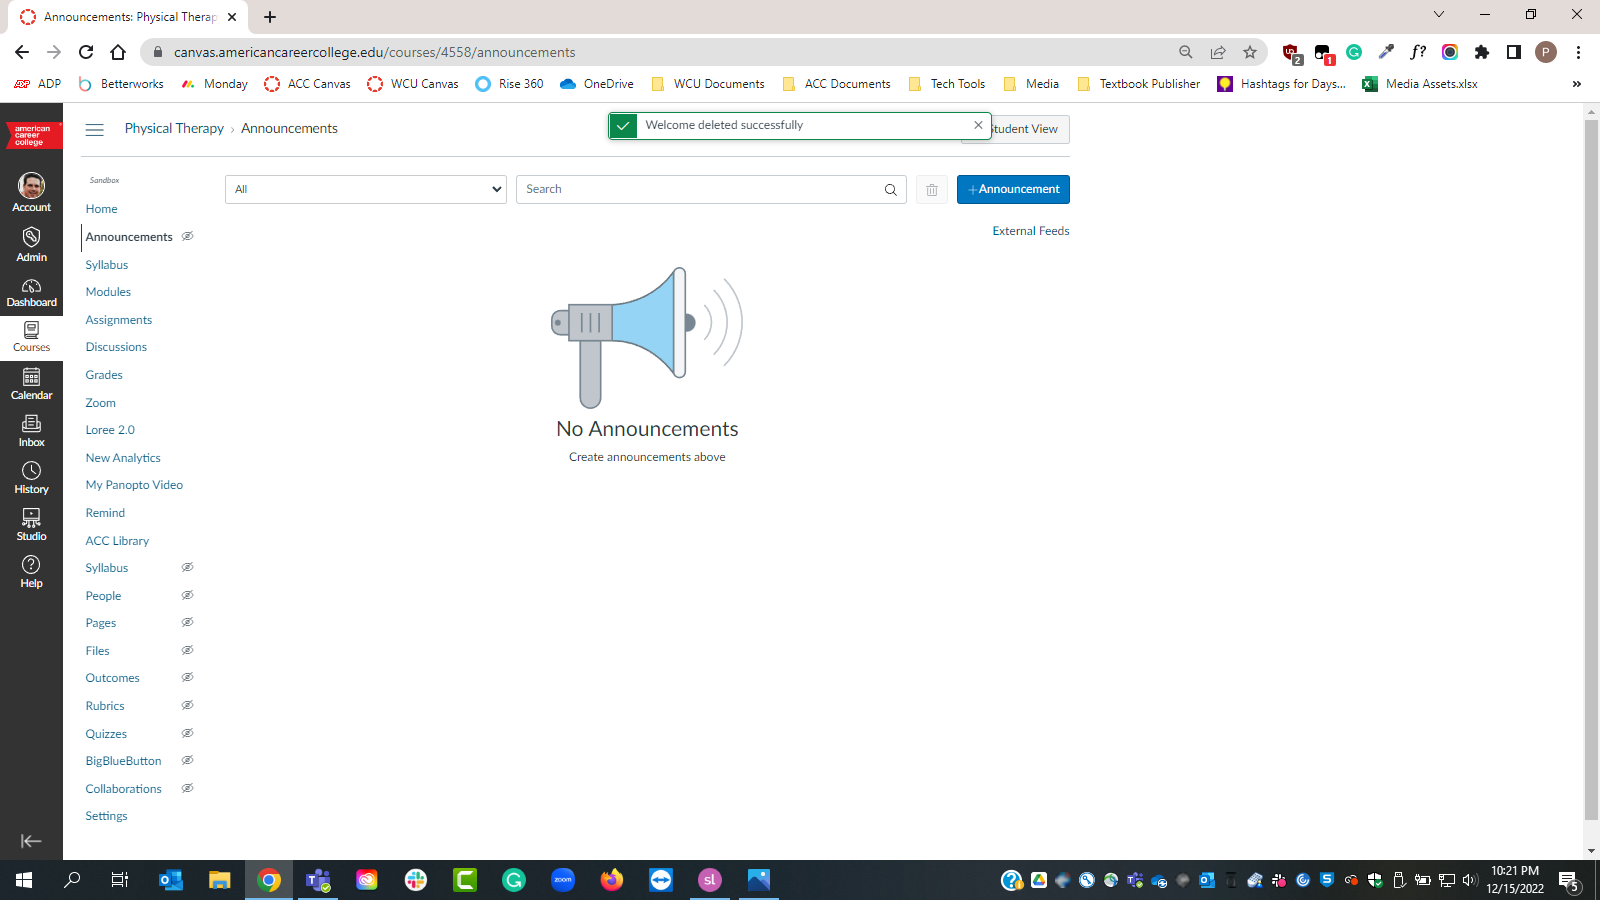 Announcements: Physical Therap
canvas.americancareercollege.edu/courses/4558/announcements
2
1
f?
P
ADP
Betterworks
Monday
ACC Canvas
WCU Canvas
Rise 360
OneDrive
WCU Documents
ACC Documents
Tech Tools
Media
Textbook Publisher
Hashtags for Days...
Media Assets.xlsx
»
american
career
college
Account
Admin
Dashboard
Courses
Calendar
Inbox
History
Studio
Help
Physical Therapy › Announcements
Welcome deleted successfully
Student View
Sandbox
Home
Announcements
Syllabus
Modules
Assignments
Discussions
Grades
Zoom
Loree 2.0
New Analytics
My Panopto Video
Remind
ACC Library
Syllabus
People
Pages
Files
Outcomes
Rubrics
Quizzes
BigBlueButton
Collaborations
Settings
All
Search
+Announcement
External Feeds
No Announcements
Create announcements above
zoom
sl
10:21 PM
12/15/2022
5